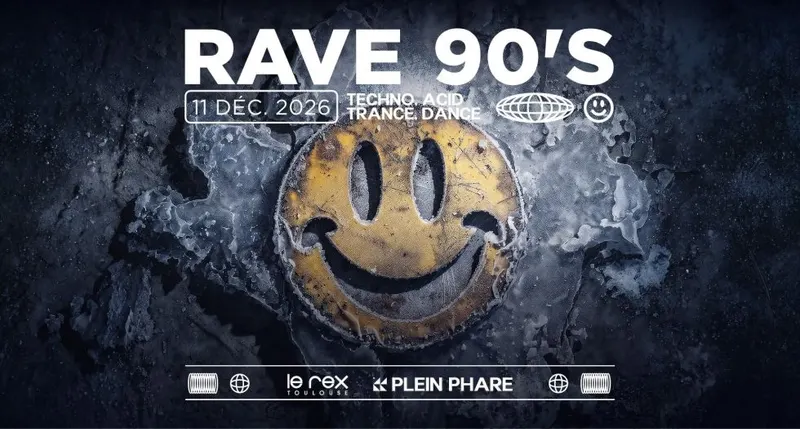 RAVE 90'S
11 DÉC. 2026
TECHNO. ACID
TRANCE. DANCE
le rex
TOULOUSE
PLEIN PHARE